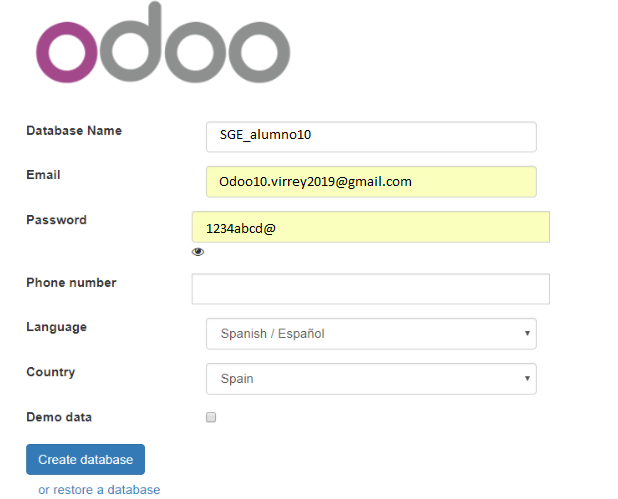 odoo
Database Name SGE_alumno10
Email Odoo10.virrey2019@gmail.com
Password 1234abcd@
Phone number
Language Spanish / Español
Country Spain
Demo data
Create database
or restore a database